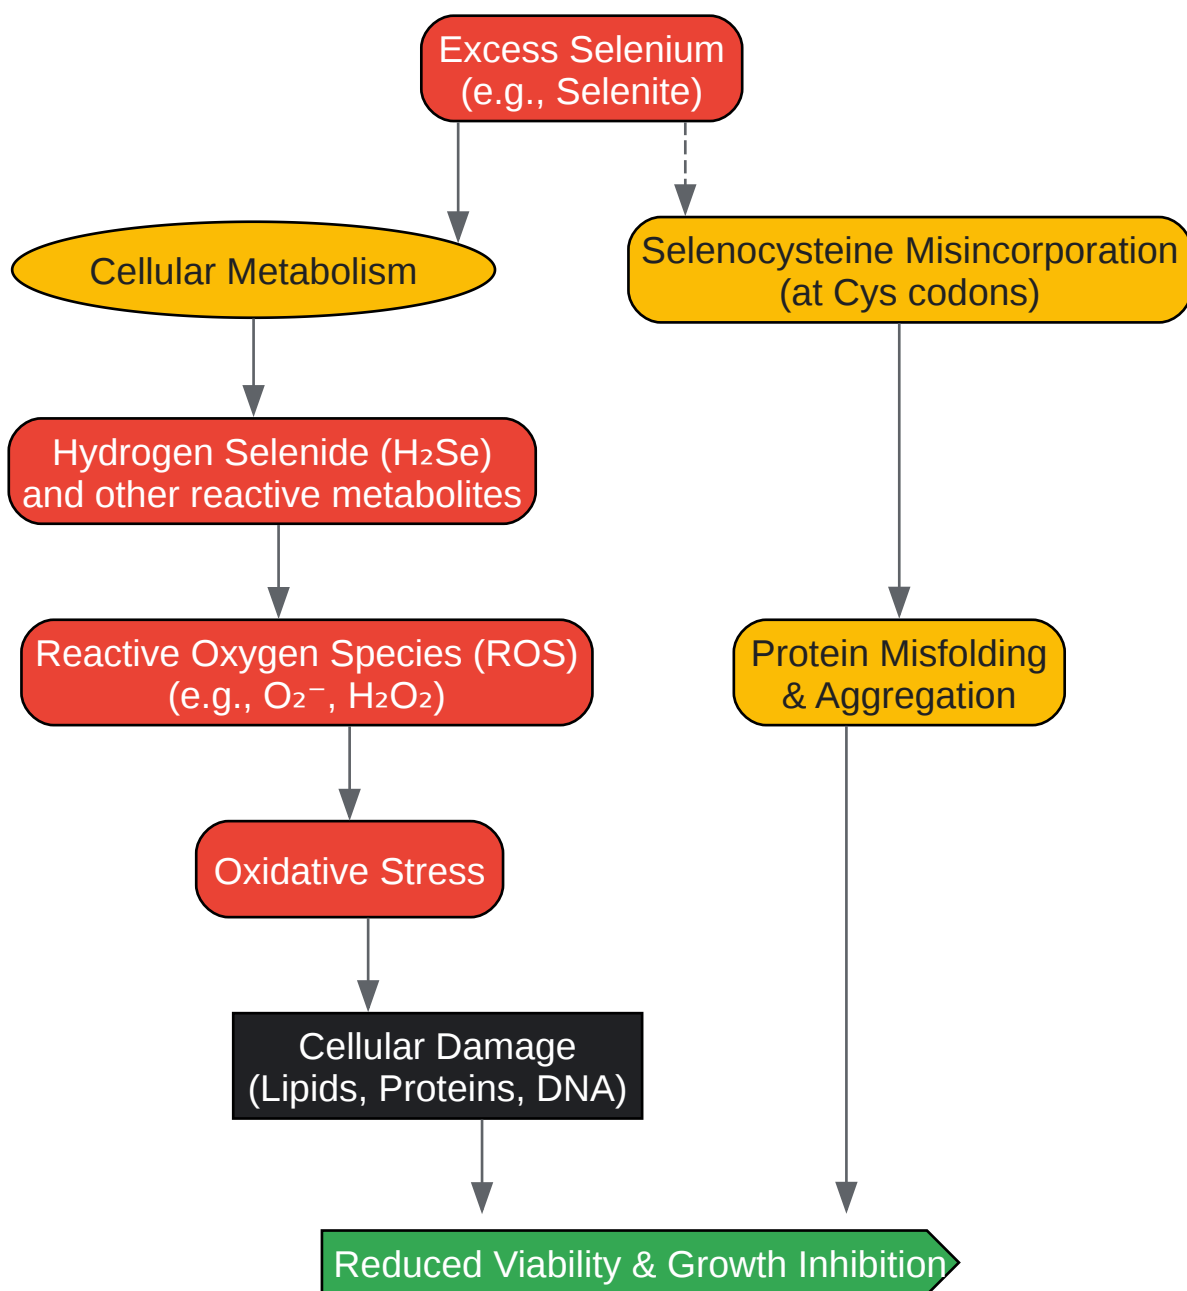 Excess Selenium
(e.g., Selenite)
Cellular Metabolism
Selenocysteine Misincorporation
(at Cys codons)
Hydrogen Selenide (H₂Se)
and other reactive metabolites
Reactive Oxygen Species (ROS)
(e.g., O₂⁻, H₂O₂)
Protein Misfolding
& Aggregation
Oxidative Stress
Cellular Damage
(Lipids, Proteins, DNA)
Reduced Viability & Growth Inhibition